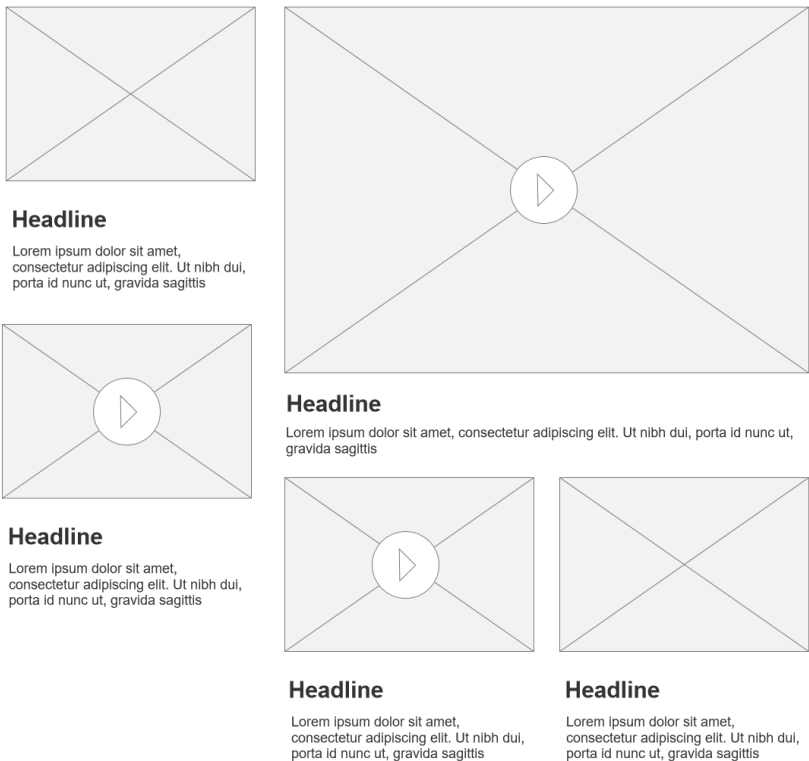 Headline
Lorem ipsum dolor sit amet,
consectetur adipiscing elit. Ut nibh dui,
porta id nunc ut, gravida sagittis
Headline
Lorem ipsum dolor sit amet,
consectetur adipiscing elit. Ut nibh dui,
porta id nunc ut, gravida sagittis
Headline
Lorem ipsum dolor sit amet, consectetur adipiscing elit. Ut nibh dui, porta id nunc ut,
gravida sagittis
Headline
Lorem ipsum dolor sit amet,
consectetur adipiscing elit. Ut nibh dui,
porta id nunc ut, gravida sagittis
Headline
Lorem ipsum dolor sit amet,
consectetur adipiscing elit. Ut nibh dui,
porta id nunc ut, gravida sagittis